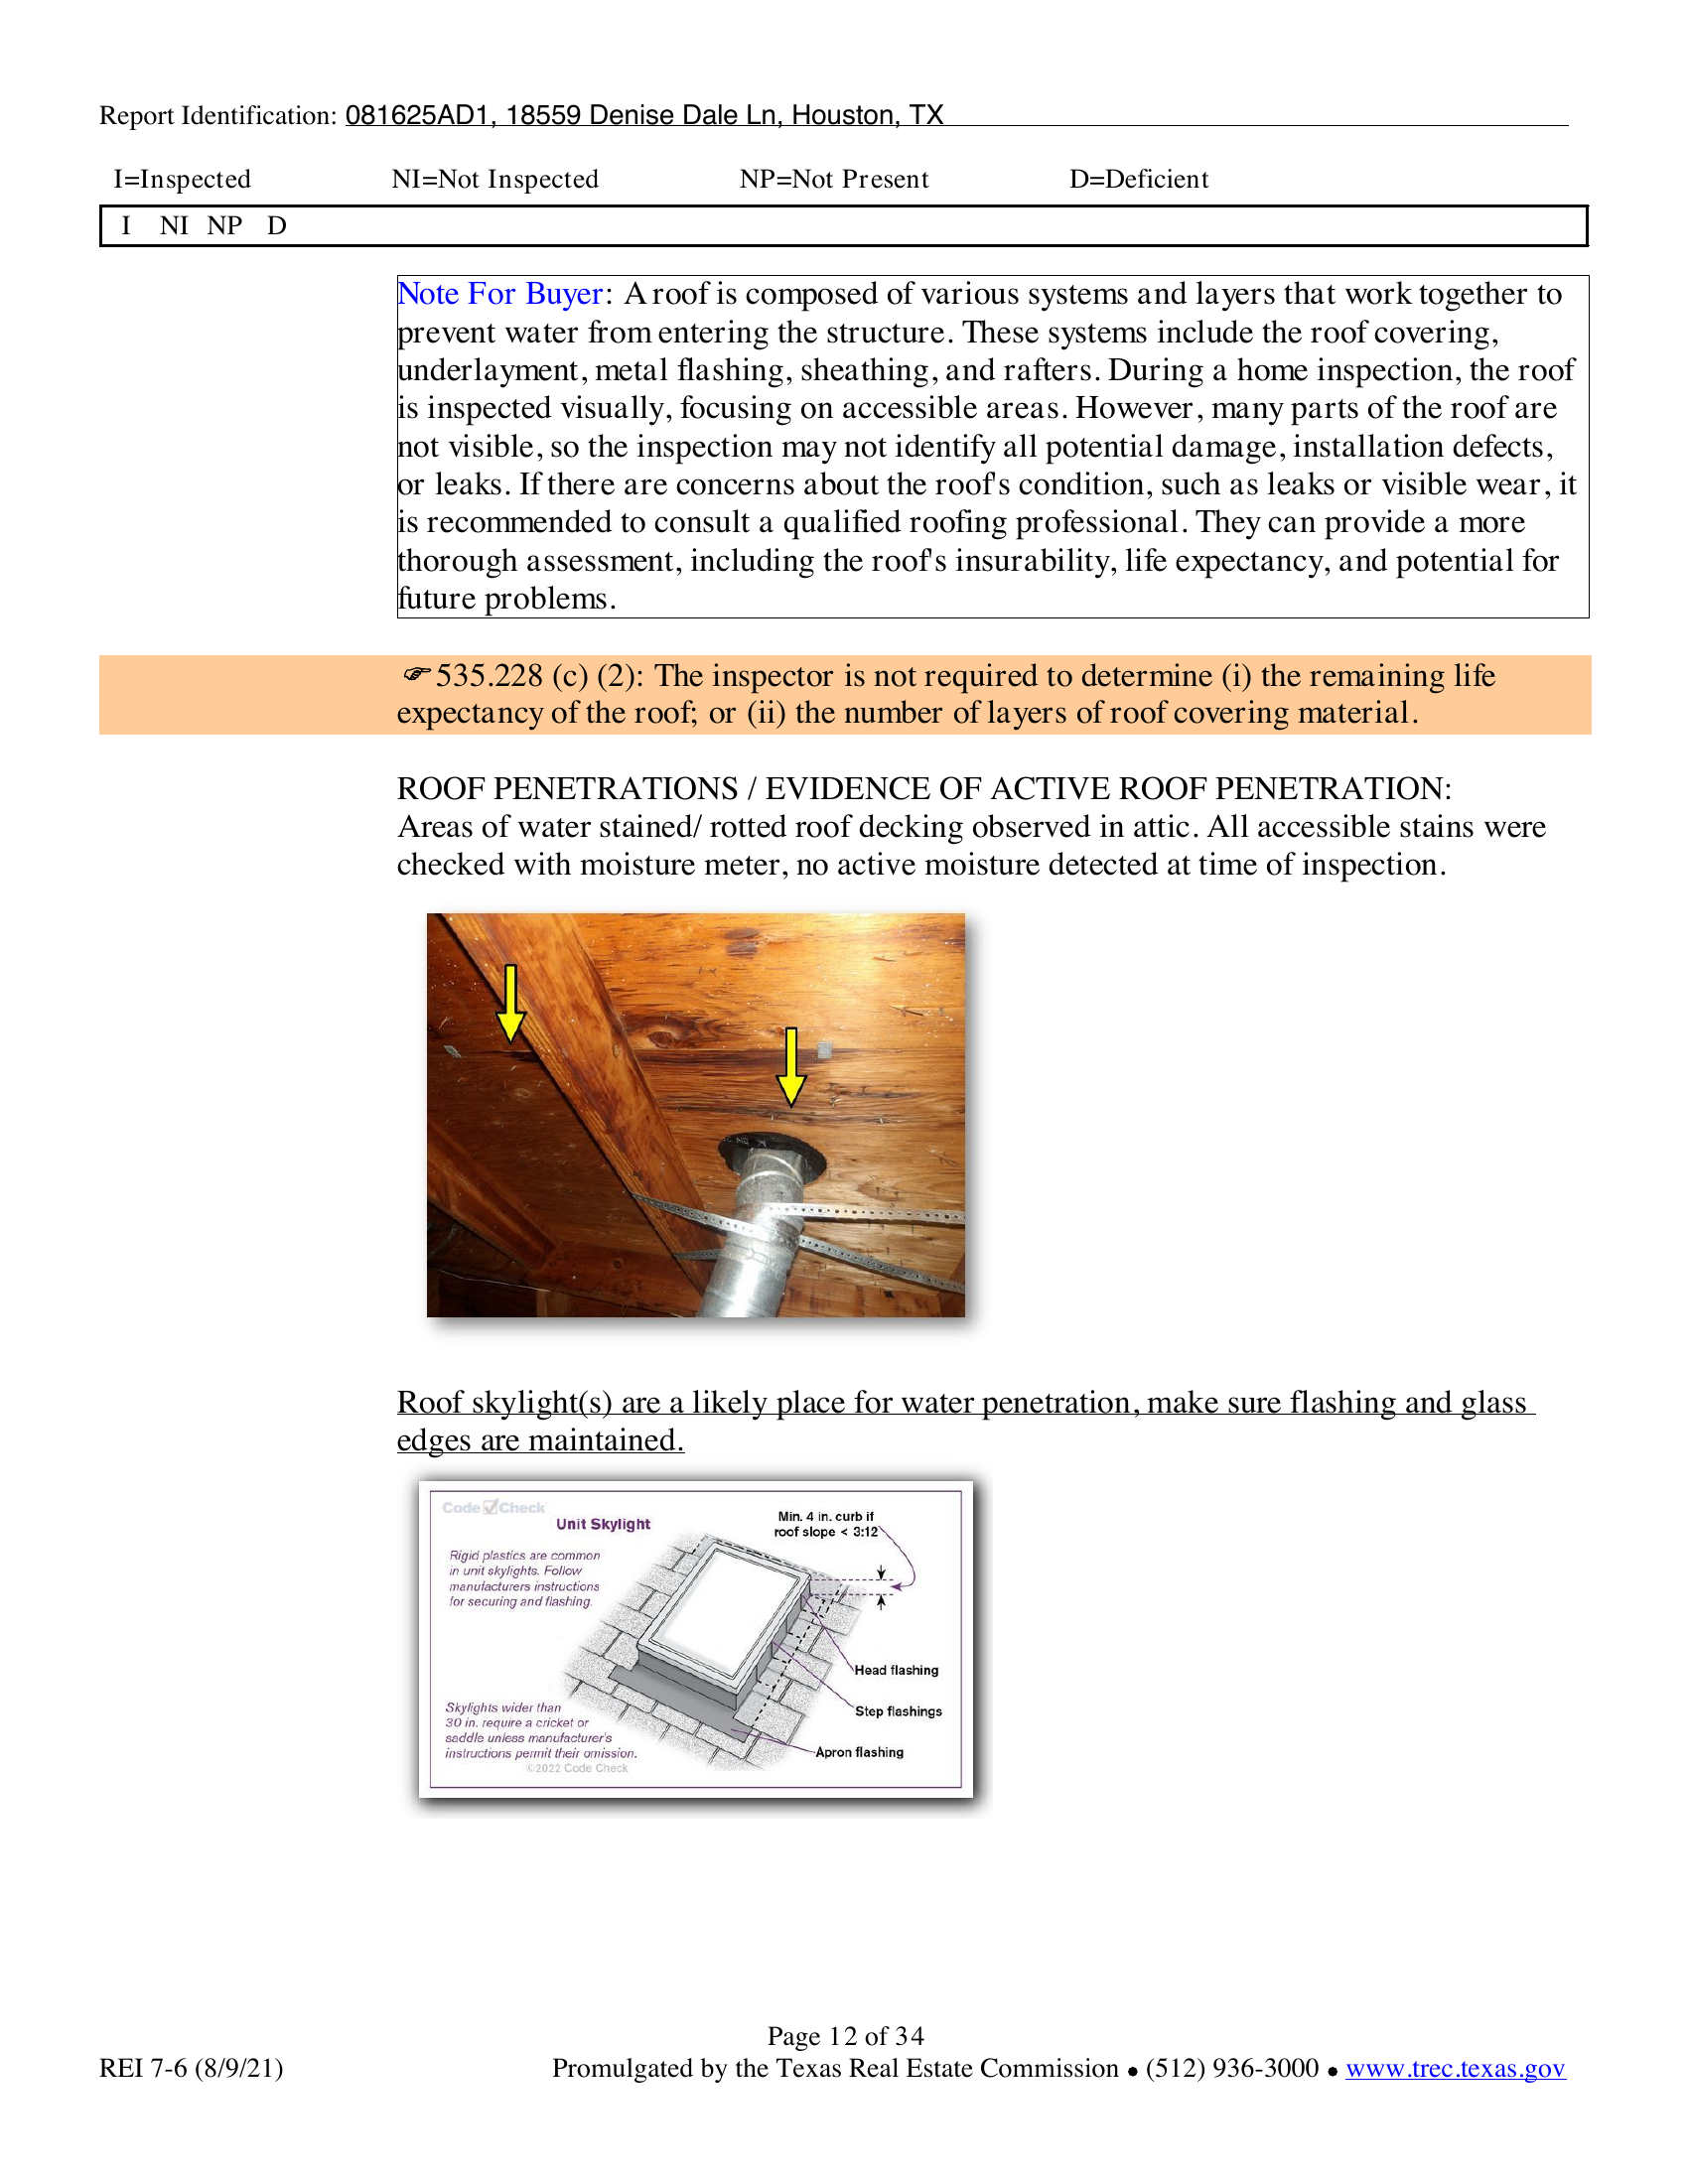 Report Identification: 081625AD1, 18559 Denise Dale Ln, Houston, TX
I=Inspected NI=Not Inspected NP=Not Present D=Deficient
I NI NP D
Note For Buyer: A roof is composed of various systems and layers that work together to
prevent water from entering the structure. These systems include the roof covering,
underlayment, metal flashing, sheathing, and rafters. During a home inspection, the roof
is inspected visually, focusing on accessible areas. However, many parts of the roof are
not visible, so the inspection may not identify all potential damage, installation defects,
or leaks. If there are concerns about the roof's condition, such as leaks or visible wear, it
is recommended to consult a qualified roofing professional. They can provide a more
thorough assessment, including the roof's insurability, life expectancy, and potential for
future problems.
☞535.228 (c) (2): The inspector is not required to determine (i) the remaining life
expectancy of the roof; or (ii) the number of layers of roof covering material.
ROOF PENETRATIONS / EVIDENCE OF ACTIVE ROOF PENETRATION:
Areas of water stained/ rotted roof decking observed in attic. All accessible stains were
checked with moisture meter, no active moisture detected at time of inspection.
Roof skylight(s) are a likely place for water penetration, make sure flashing and glass
edges are maintained.
Code Check
Unit Skylight
Min. 4 in. curb if
roof slope < 3:12
Rigid plastics are common
in unit skylights. Follow
manufacturers instructions
for securing and flashing.
Head flashing
Step flashings
Apron flashing
Skylights wider than
30 in. require a cricket or
saddle unless manufacturer's
instructions permit their omission.
©2022 Code Check
Page 12 of 34
REI 7-6 (8/9/21) Promulgated by the Texas Real Estate Commission ● (512) 936-3000 ● www.trec.texas.gov